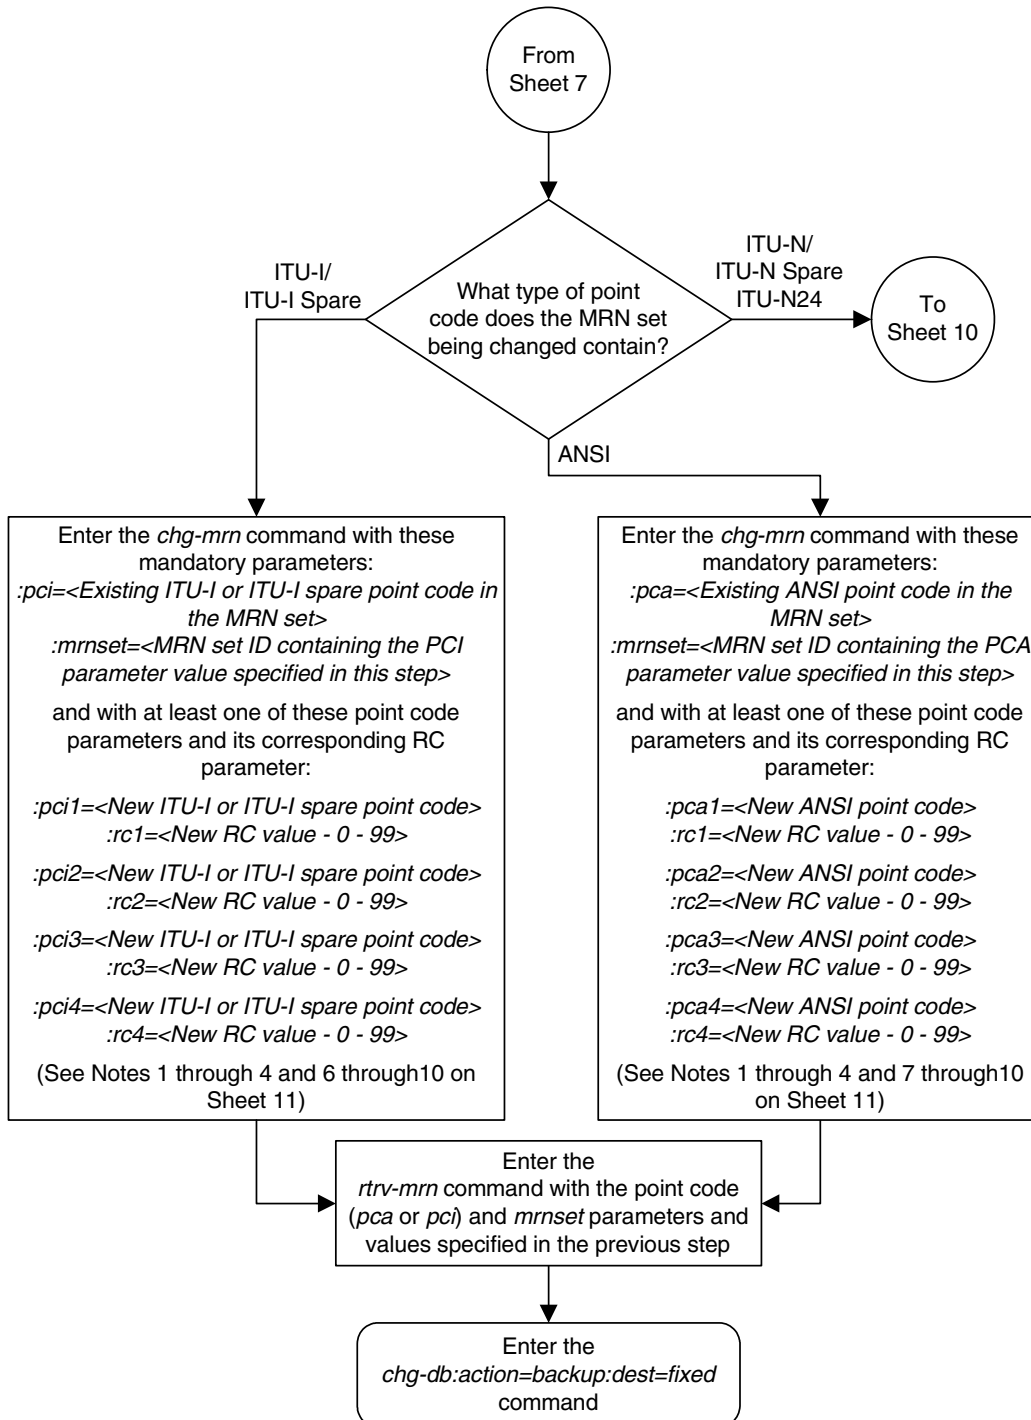 From
Sheet 7
What type of point
code does the MRN set
being changed contain?
ITU-I/
ITU-I Spare
ITU-N/
ITU-N Spare
ITU-N24
To
Sheet 10
ANSI
Enter the chg-mrn command with these
mandatory parameters:
:pci=<Existing ITU-I or ITU-I spare point code in
the MRN set>
:mrnset=<MRN set ID containing the PCI
parameter value specified in this step>
and with at least one of these point code
parameters and its corresponding RC
parameter:
:pci1=<New ITU-I or ITU-I spare point code>
:rc1=<New RC value - 0 - 99>
:pci2=<New ITU-I or ITU-I spare point code>
:rc2=<New RC value - 0 - 99>
:pci3=<New ITU-I or ITU-I spare point code>
:rc3=<New RC value - 0 - 99>
:pci4=<New ITU-I or ITU-I spare point code>
:rc4=<New RC value - 0 - 99>
(See Notes 1 through 4 and 6 through10 on
Sheet 11)
Enter the chg-mrn command with these
mandatory parameters:
:pca=<Existing ANSI point code in the
MRN set>
:mrnset=<MRN set ID containing the PCA
parameter value specified in this step>
and with at least one of these point code
parameters and its corresponding RC
parameter:
:pca1=<New ANSI point code>
:rc1=<New RC value - 0 - 99>
:pca2=<New ANSI point code>
:rc2=<New RC value - 0 - 99>
:pca3=<New ANSI point code>
:rc3=<New RC value - 0 - 99>
:pca4=<New ANSI point code>
:rc4=<New RC value - 0 - 99>
(See Notes 1 through 4 and 7 through10
on Sheet 11)
Enter the
rtrv-mrn command with the point code
(pca or pci) and mrnset parameters and
values specified in the previous step
Enter the
chg-db:action=backup:dest=fixed
command